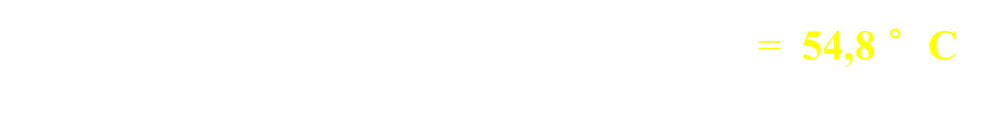 = 54,8 ° C